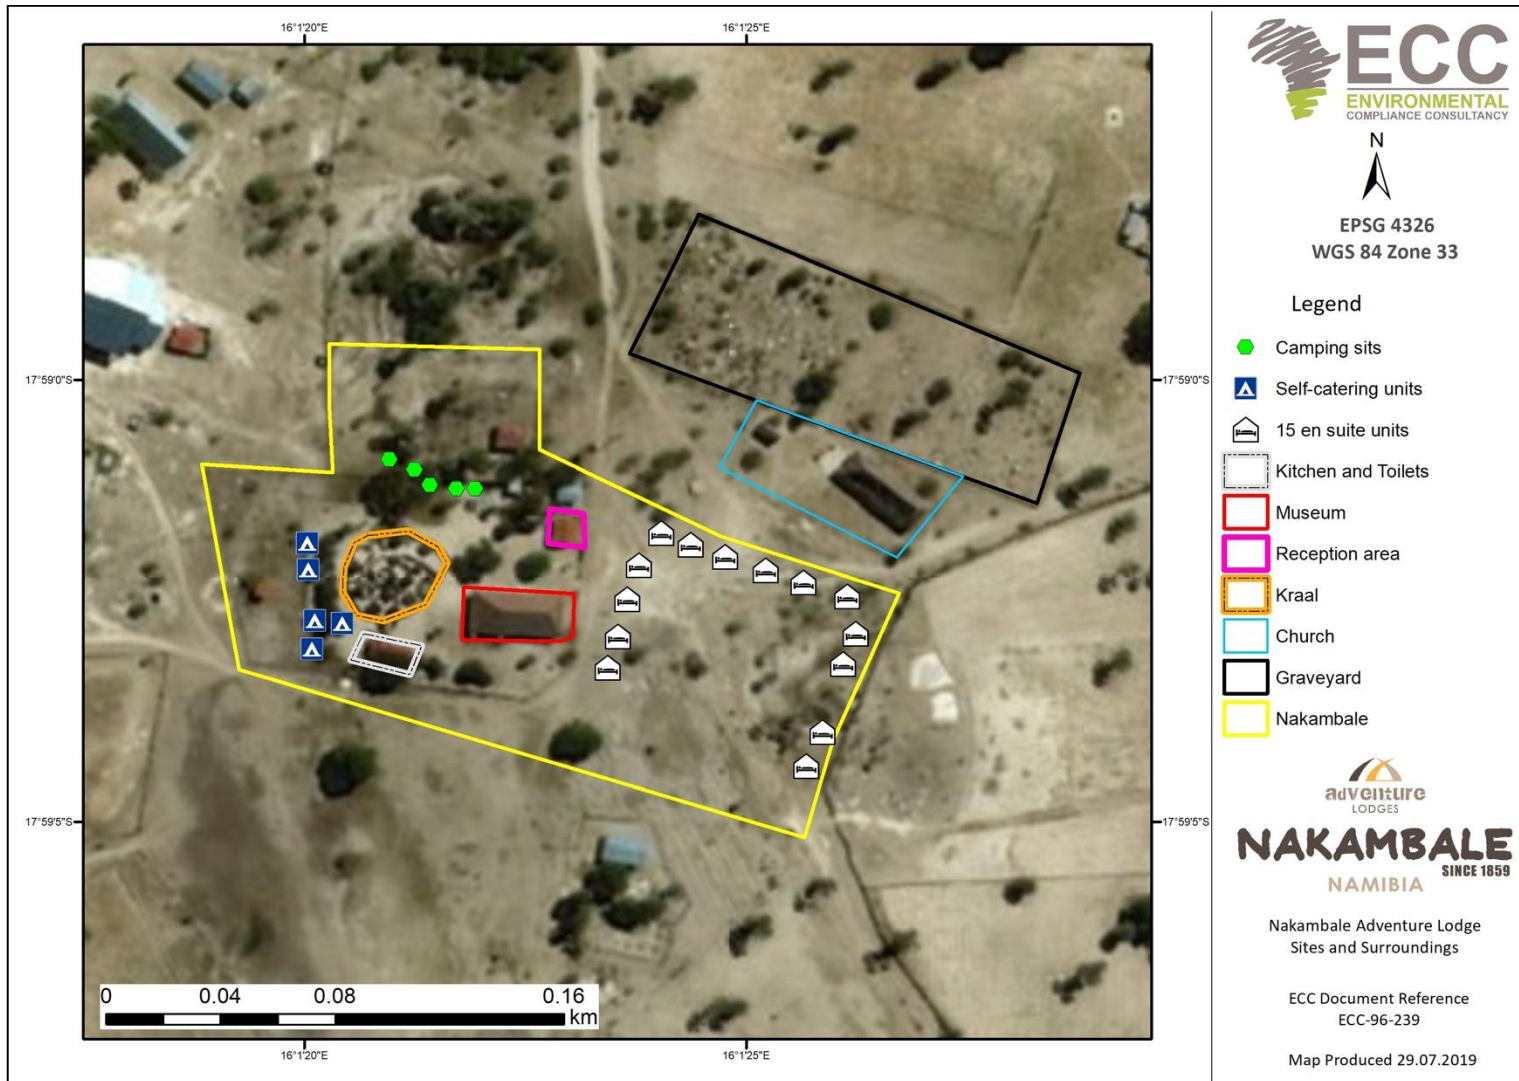 16°1'20"E
16°1'25"E
17°59'0"S
17°59'0"S
17°59'5"S
17°59'5"S
0 0.04 0.08 0.16
km
16°1'20"E
16°1'25"E
ECC
ENVIRONMENTAL
COMPLIANCE CONSULTANCY
N
EPSG 4326
WGS 84 Zone 33
Legend
Camping sits
Self-catering units
15 en suite units
Kitchen and Toilets
Museum
Reception area
Kraal
Church
Graveyard
Nakambale
adventure
LODGES
NAKAMBALE
SINCE 1859
NAMIBIA
Nakambale Adventure Lodge
Sites and Surroundings
ECC Document Reference
ECC-96-239
Map Produced 29.07.2019